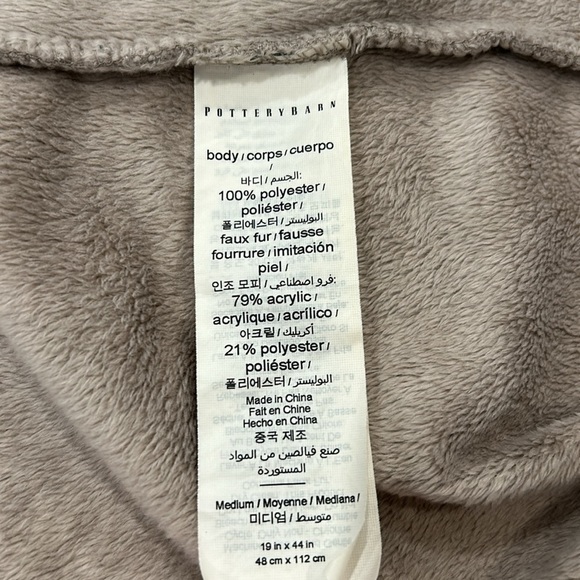 POTTERYBARN
body / corps / cuerpo
/
바디 / الجسم:
100% polyester /
poliéster /
폴리에스터 / البوليستر
faux fur / fausse
fourrure / imitación
piel /
인조 모피 / فرو اصطناعي:
79% acrylic /
acrylique / acrílico /
아크릴 / أكريليك
21% polyester /
poliéster /
폴리에스터 / البوليستر
Made in China
Fait en Chine
Hecho en China
중국 제조
صنع فيالصين من المواد
المستوردة
Medium / Moyenne / Mediana /
미디엄 / متوسط
19 in x 44 in
48 cm x 112 cm